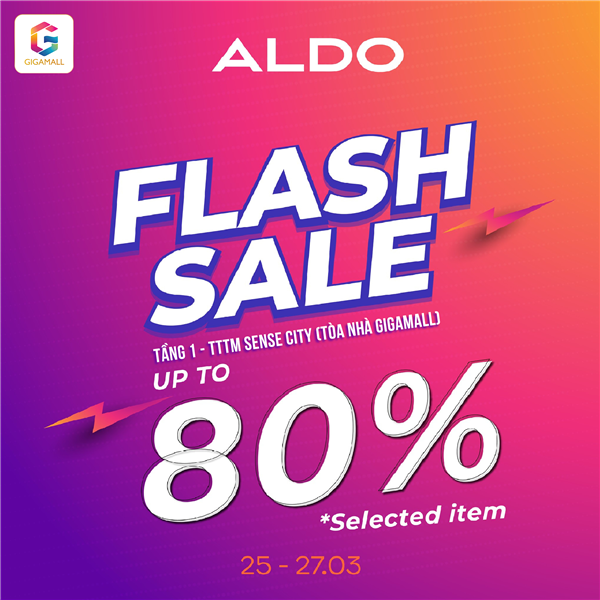 GIGAMALL
ALDO
FLASH
SALE
TẦNG 1 - TTTM SENSE CITY (TÒA NHÀ GIGAMALL)
UP TO
80%
*Selected item
25 - 27.03